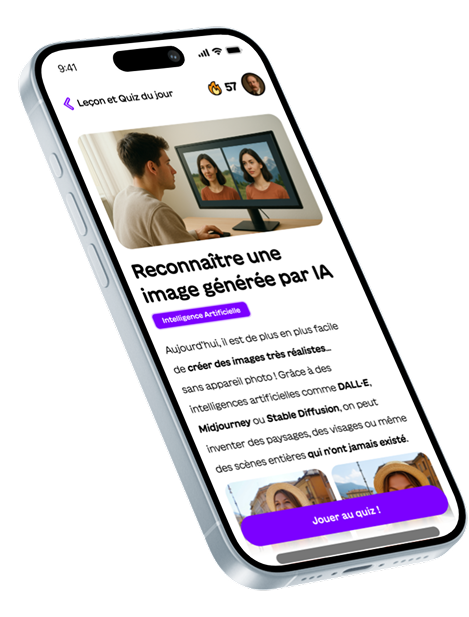 9:41
Leçon et Quiz du jour
57
Reconnaître une
image générée par IA
Intelligence Artificielle
Aujourd'hui, il est de plus en plus facile
de créer des images très réalistes...
sans appareil photo ! Grâce à des
intelligences artificielles comme DALL·E,
Midjourney ou Stable Diffusion, on peut
inventer des paysages, des visages ou même
des scènes entières qui n'ont jamais existé.
Jouer au quiz !